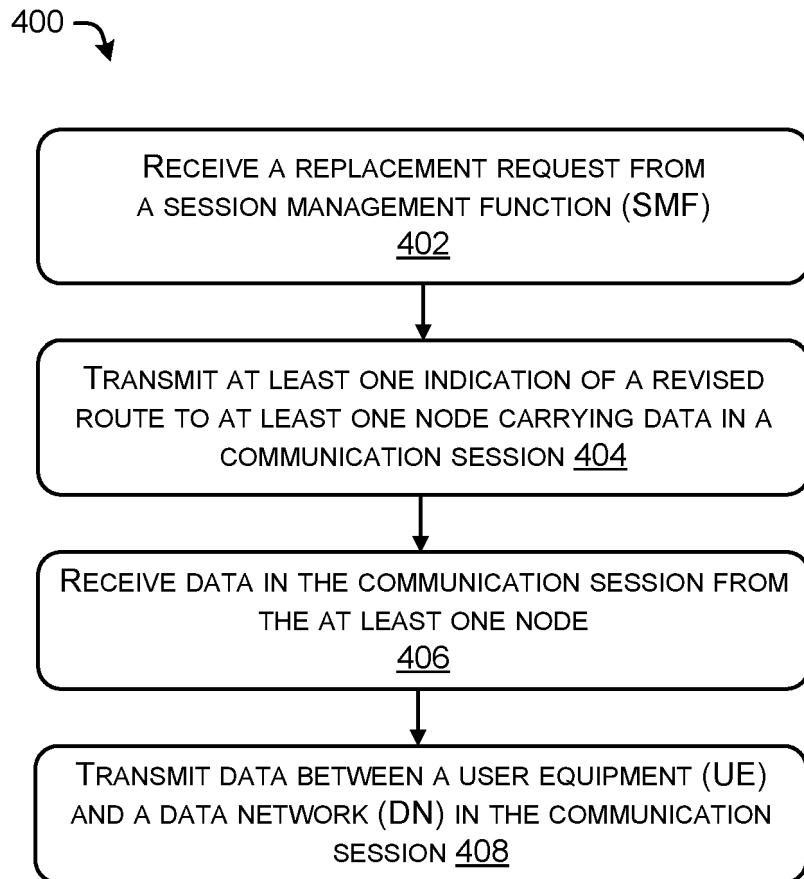 400
RECEIVE A REPLACEMENT REQUEST FROM
A SESSION MANAGEMENT FUNCTION (SMF)
402
TRANSMIT AT LEAST ONE INDICATION OF A REVISED
ROUTE TO AT LEAST ONE NODE CARRYING DATA IN A
COMMUNICATION SESSION 404
RECEIVE DATA IN THE COMMUNICATION SESSION FROM
THE AT LEAST ONE NODE
406
TRANSMIT DATA BETWEEN A USER EQUIPMENT (UE)
AND A DATA NETWORK (DN) IN THE COMMUNICATION
SESSION 408